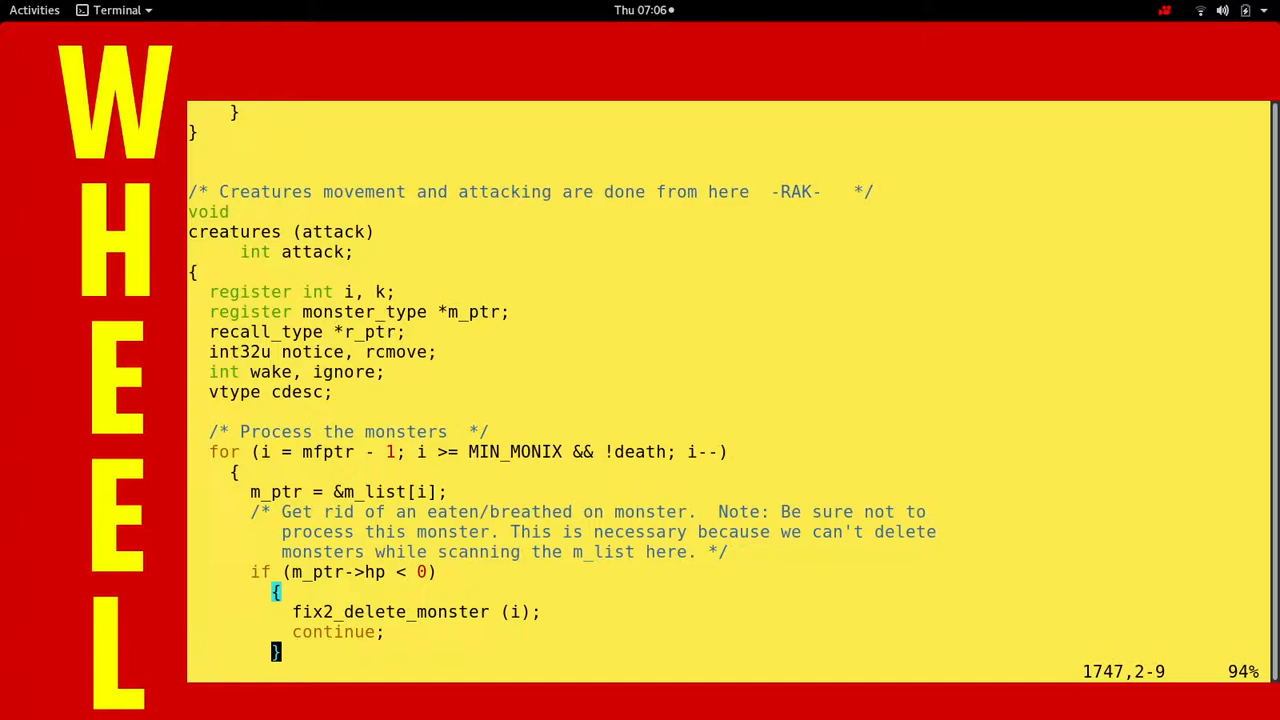 Activities Terminal Thu 07:06
WHEEL
}
}
/* Creatures movement and attacking are done from here -RAK- */
void
creatures (attack)
int attack;
{
register int i, k;
register monster_type *m_ptr;
recall_type *r_ptr;
int32u notice, rcmove;
int wake, ignore;
vtype cdesc;
/* Process the monsters */
for (i = mfptr - 1; i >= MIN_MONIX && !death; i--)
{
m_ptr = &m_list[i];
/* Get rid of an eaten/breathed on monster. Note: Be sure not to
process this monster. This is necessary because we can't delete
monsters while scanning the m_list here. */
if (m_ptr->hp < 0)
{
fix2_delete_monster (i);
continue;
}
1747,2-9 94%